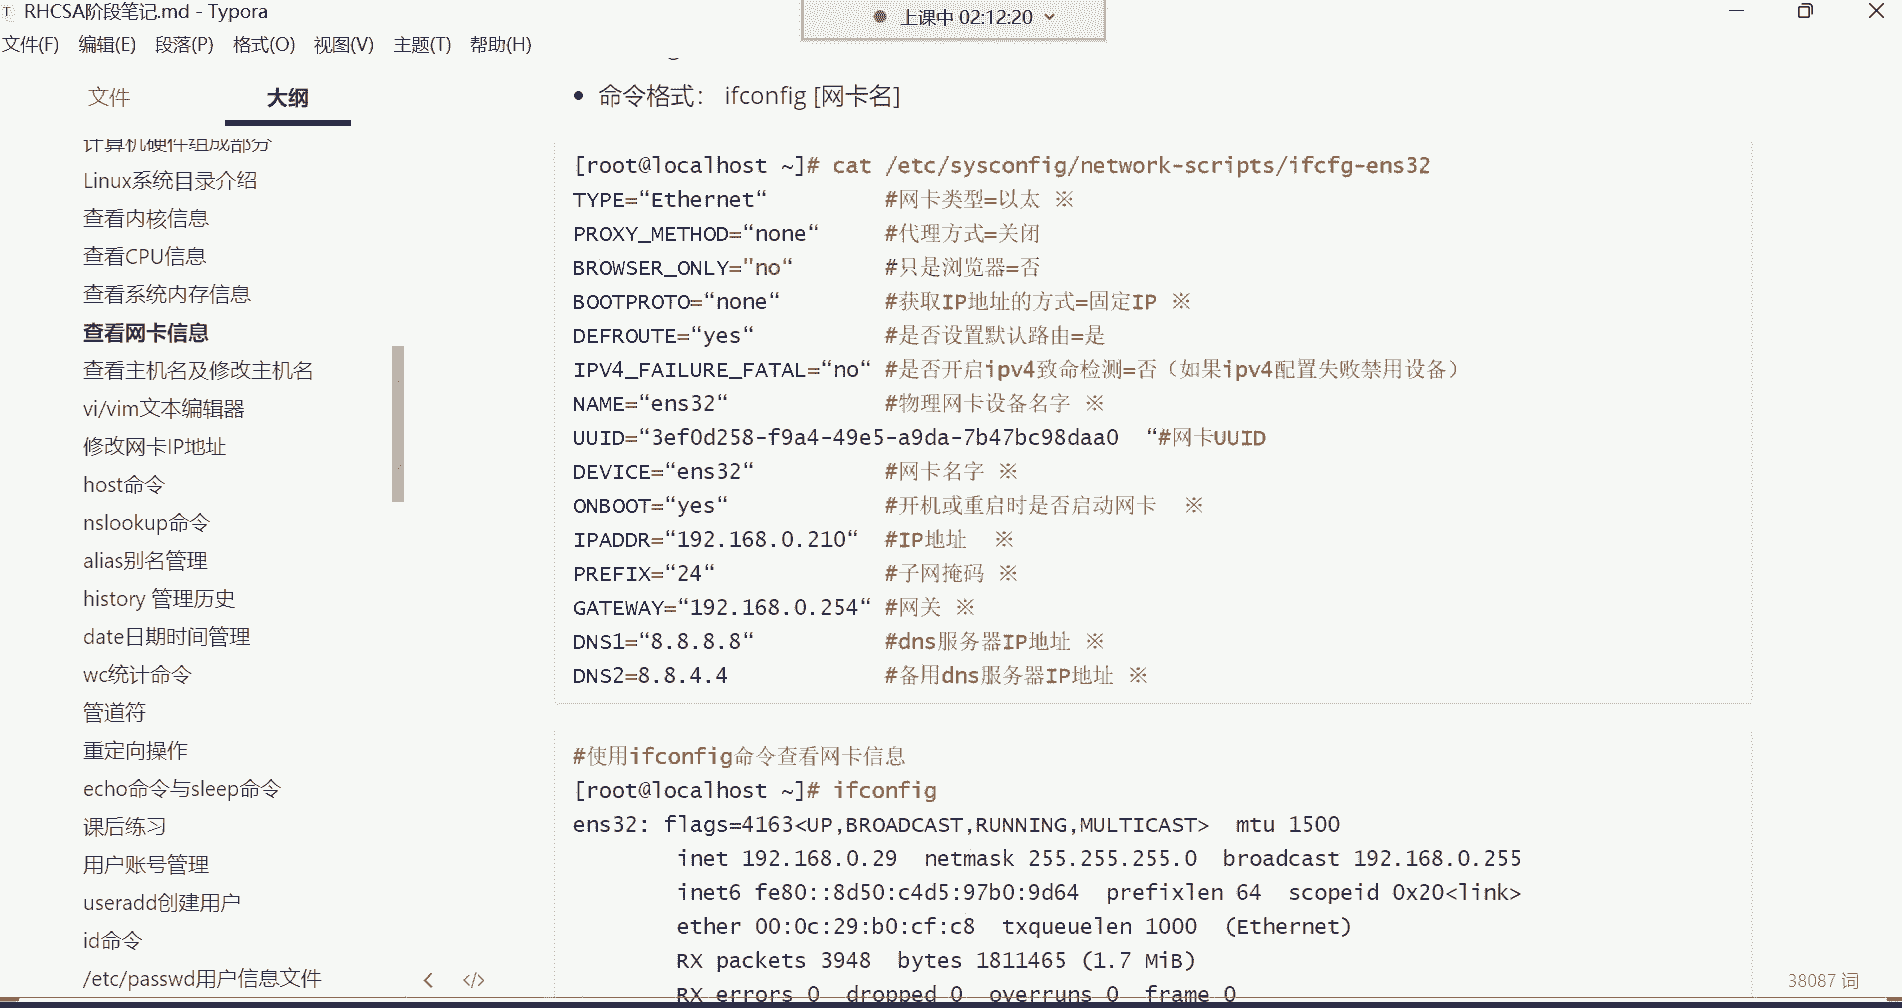 RHCSA阶段笔记.md - Typora
上课中 02:12:20
文件(F) 编辑(E) 段落(P) 格式(O) 视图(V) 主题(T) 帮助(H)
文件 大纲
计算机硬件组成部分
Linux系统目录介绍
查看内核信息
查看CPU信息
查看系统内存信息
查看网卡信息
查看主机名及修改主机名
vi/vim文本编辑器
修改网卡IP地址
host命令
nslookup命令
alias别名管理
history 管理历史
date日期时间管理
wc统计命令
管道符
重定向操作
echo命令与sleep命令
课后练习
用户账号管理
useradd创建用户
id命令
/etc/passwd用户信息文件
命令格式： ifconfig [网卡名]
[root@localhost ~]# cat /etc/sysconfig/network-scripts/ifcfg-ens32
TYPE=“Ethernet“ #网卡类型=以太 ※
PROXY_METHOD=“none“ #代理方式=关闭
BROWSER_ONLY="no“ #只是浏览器=否
BOOTPROTO=“none“ #获取IP地址的方式=固定IP ※
DEFROUTE=“yes“ #是否设置默认路由=是
IPV4_FAILURE_FATAL=“no“ #是否开启ipv4致命检测=否（如果ipv4配置失败禁用设备）
NAME=“ens32“ #物理网卡设备名字 ※
UUID=“3ef0d258-f9a4-49e5-a9da-7b47bc98daa0 “#网卡UUID
DEVICE=“ens32“ #网卡名字 ※
ONBOOT=“yes“ #开机或重启时是否启动网卡 ※
IPADDR=“192.168.0.210“ #IP地址 ※
PREFIX=“24“ #子网掩码 ※
GATEWAY=“192.168.0.254“ #网关 ※
DNS1=“8.8.8.8“ #dns服务器IP地址 ※
DNS2=8.8.4.4 #备用dns服务器IP地址 ※
#使用ifconfig命令查看网卡信息
[root@localhost ~]# ifconfig
ens32: flags=4163<UP,BROADCAST,RUNNING,MULTICAST> mtu 1500
inet 192.168.0.29 netmask 255.255.255.0 broadcast 192.168.0.255
inet6 fe80::8d50:c4d5:97b0:9d64 prefixlen 64 scopeid 0x20<link>
ether 00:0c:29:b0:cf:c8 txqueuelen 1000 (Ethernet)
RX packets 3948 bytes 1811465 (1.7 MiB)
RX errors 0 dropped 0 overruns 0 frame 0
38087 词